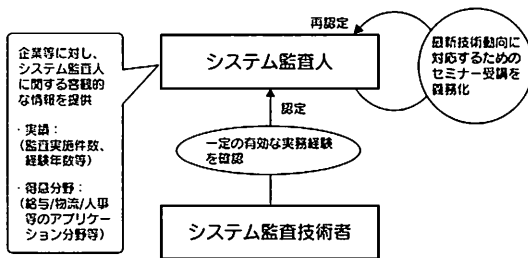 企業等に対し、
システム監査人
に関する客観的
な情報を提供
・実績：
（監査実施件数、
経験年数等）
・得意分野：
（給与/物流/人事
等のアプリケー
ション分野等）
再認定
システム監査人
最新技術動向に
対応するための
セミナー受講を
義務化
認定
一定の有効な実務経験
を確認
システム監査技術者